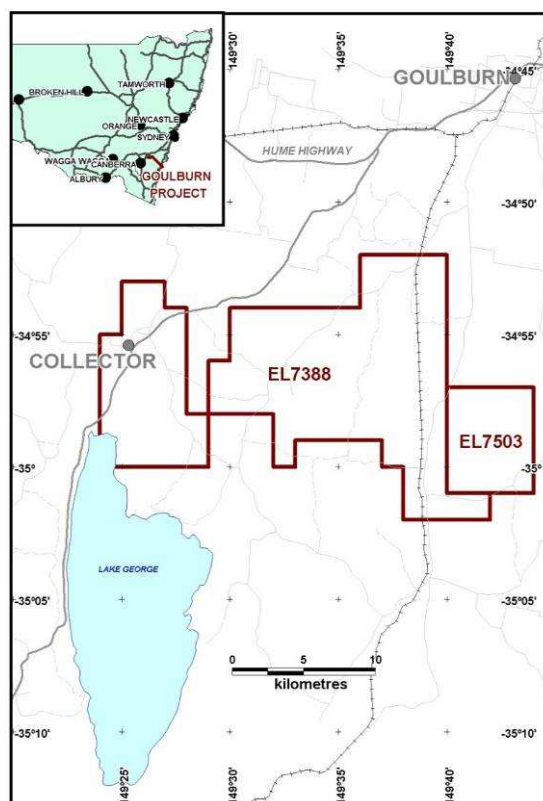 BROKEN HILL
TAMWORTH
NEWCASTLE
ORANGE
SYDNEY
WAGGA WAGGA
CANBERRA
ALBURY
GOULBURN
PROJECT
149°30'
149°35'
149°40'
-34°45'
GOULBURN
HUME HIGHWAY
-34°50'
-34°55'
-34°55'
COLLECTOR
EL7388
EL7503
-35°
-35°
LAKE GEORGE
-35°05'
-35°05'
0 5 10
kilometres
-35°10'
-35°10'
149°25'
149°30'
149°35'
149°40'